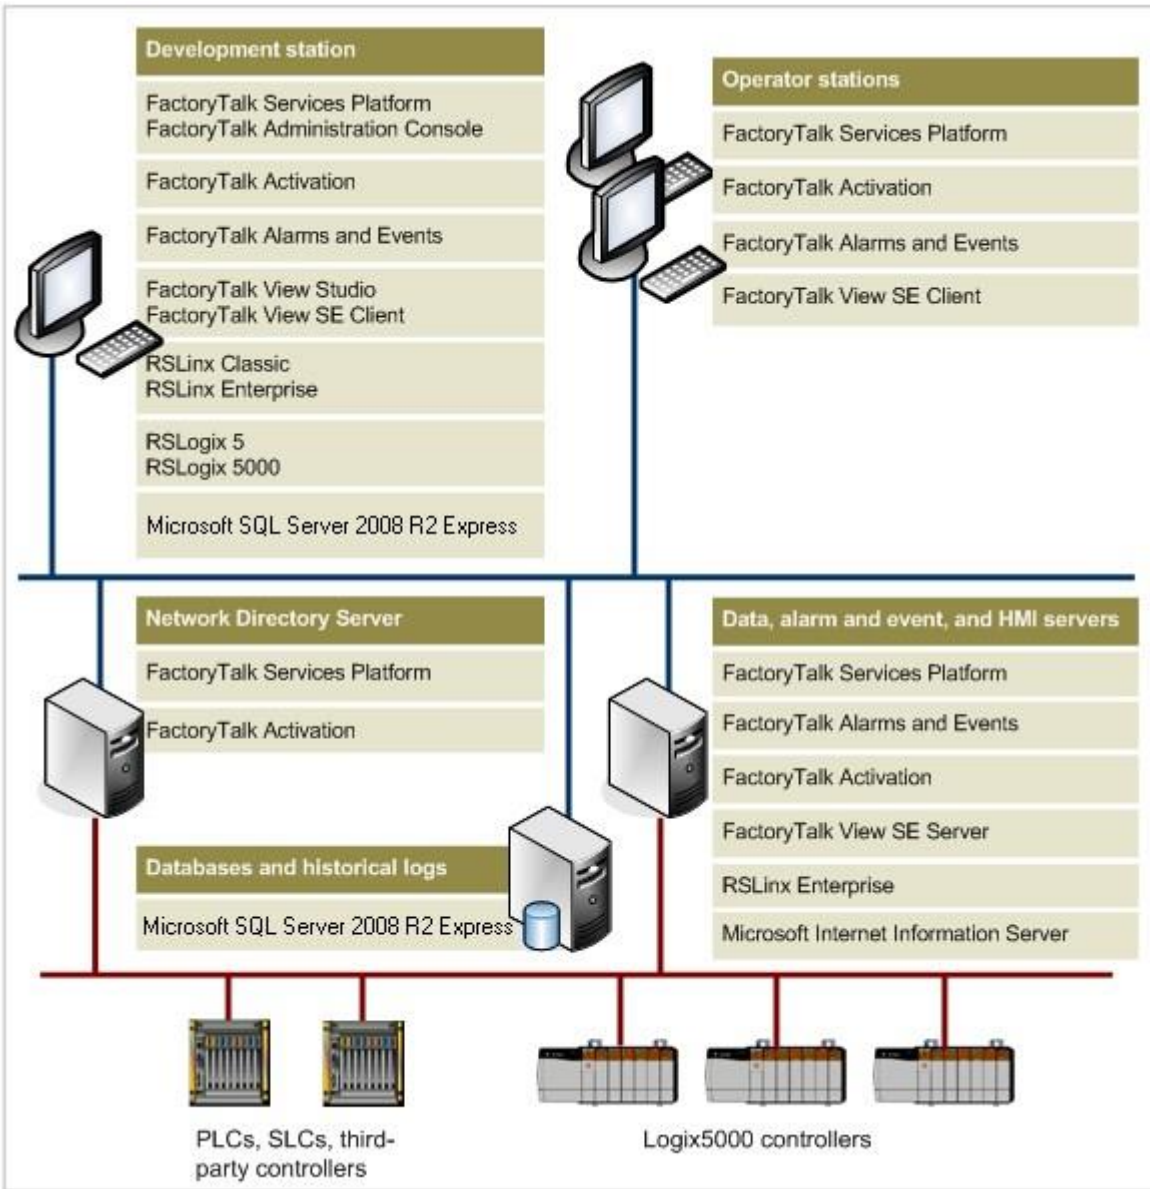 Development station
FactoryTalk Services Platform
FactoryTalk Administration Console
FactoryTalk Activation
FactoryTalk Alarms and Events
FactoryTalk View Studio
FactoryTalk View SE Client
RSLinx Classic
RSLinx Enterprise
RSLogix 5
RSLogix 5000
Microsoft SQL Server 2008 R2 Express
Operator stations
FactoryTalk Services Platform
FactoryTalk Activation
FactoryTalk Alarms and Events
FactoryTalk View SE Client
Network Directory Server
FactoryTalk Services Platform
FactoryTalk Activation
Databases and historical logs
Microsoft SQL Server 2008 R2 Express
Data, alarm and event, and HMI servers
FactoryTalk Services Platform
FactoryTalk Alarms and Events
FactoryTalk Activation
FactoryTalk View SE Server
RSLinx Enterprise
Microsoft Internet Information Server
PLCs, SLCs, third-
party controllers
Logix5000 controllers